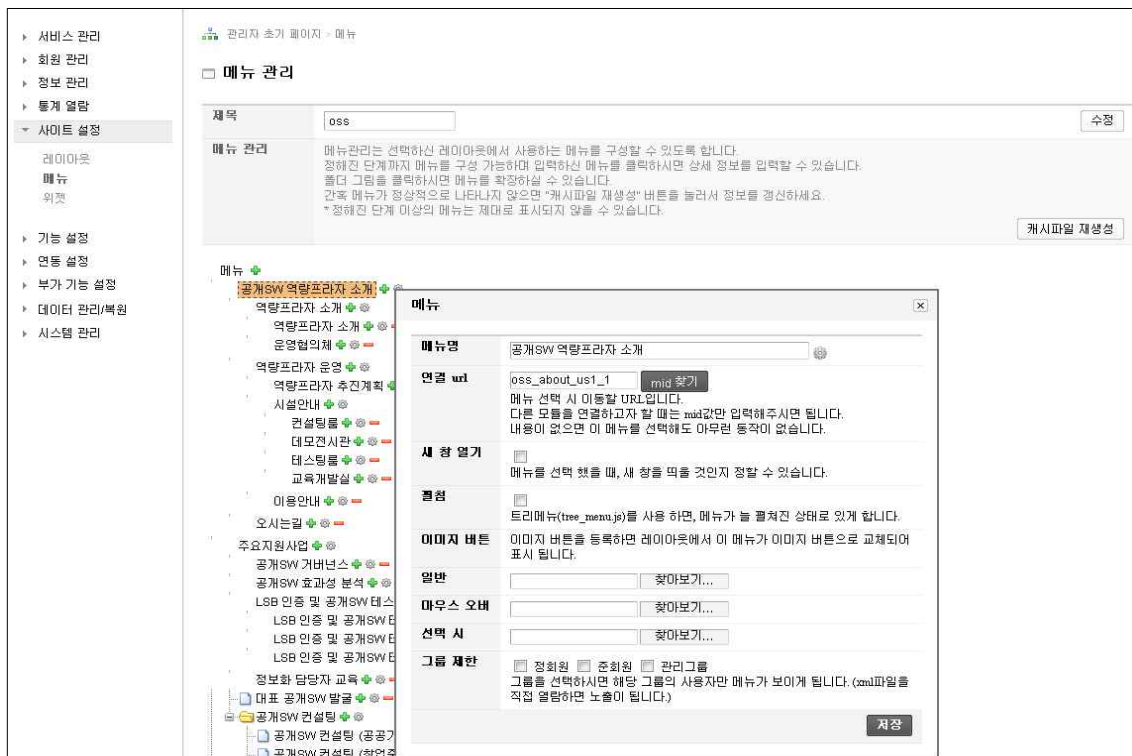 서비스 관리
회원 관리
정보 관리
통계 열람
사이트 설정
레이아웃
메뉴
위젯
기능 설정
연동 설정
부가 기능 설정
데이터 관리/복원
시스템 관리
관리자 초기 페이지 > 메뉴
메뉴 관리
제목
oss
수정
메뉴 관리
메뉴관리는 선택하신 레이아웃에서 사용하는 메뉴를 구성할 수 있도록 합니다.
정해진 단계까지 메뉴를 구성 가능하며 입력하신 메뉴를 클릭하시면 상세 정보를 입력할 수 있습니다.
폴더 그림을 클릭하시면 메뉴를 확장하실 수 있습니다.
간혹 메뉴가 정상적으로 나타나지 않으면 "캐시파일 재생성" 버튼을 눌러서 정보를 갱신하세요.
* 정해진 단계 이상의 메뉴는 제대로 표시되지 않을 수 있습니다.
캐시파일 재생성
메뉴
공개SW 역량프라자 소개
역량프라자 소개
역량프라자 소개
운영협의체
역량프라자 운영
역량프라자 추진계획
시설안내
컨설팅룸
데모전시관
테스팅룸
교육개발실
이용안내
오시는길
주요지원사업
공개SW 거버넌스
공개SW 효과성 분석
LSB 인증 및 공개SW 테스
LSB 인증 및 공개SW
LSB 인증 및 공개SW
LSB 인증 및 공개SW
정보화 담당자 교육
대표 공개SW 발굴
공개SW 컨설팅
공개SW 컨설팅 (공공기
공개SW 컨설팅 (창업
메뉴
메뉴명
공개SW 역량프라자 소개
연결 url
oss_about_us1_1
mid 찾기
메뉴 선택 시 이동할 URL입니다.
다른 모듈을 연결하고자 할 때는 mid값만 입력해주시면 됩니다.
내용이 없으면 이 메뉴를 선택해도 아무런 동작이 없습니다.
새 창 열기
메뉴를 선택 했을 때, 새 창을 띄울 것인지 정할 수 있습니다.
펼침
트리메뉴(tree_menu.js)를 사용 하면, 메뉴가 늘 펼쳐진 상태로 있게 합니다.
이미지 버튼
이미지 버튼을 등록하면 레이아웃에서 이 메뉴가 이미지 버튼으로 교체되어
표시 됩니다.
일반
찾아보기...
마우스 오버
찾아보기...
선택 시
찾아보기...
그룹 제한
정회원 준회원 관리그룹
그룹을 선택하시면 해당 그룹의 사용자만 메뉴가 보이게 됩니다. (xml파일을
직접 열람하면 노출이 됩니다.)
저장